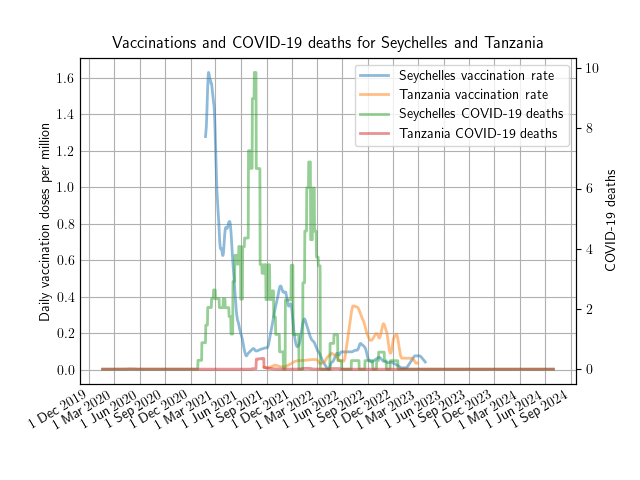 Vaccinations and COVID-19 deaths for Seychelles and Tanzania
Seychelles vaccination rate
Tanzania vaccination rate
Seychelles COVID-19 deaths
Tanzania COVID-19 deaths
Daily vaccination doses per million
1.6
1.4
1.2
1.0
0.8
0.6
0.4
0.2
0.0
COVID-19 deaths
10
8
6
4
2
0
1 Dec 2019
1 Mar 2020
1 Jun 2020
1 Sep 2020
1 Dec 2020
1 Mar 2021
1 Jun 2021
1 Sep 2021
1 Dec 2021
1 Mar 2022
1 Jun 2022
1 Sep 2022
1 Dec 2022
1 Mar 2023
1 Jun 2023
1 Sep 2023
1 Dec 2023
1 Mar 2024
1 Jun 2024
1 Sep 2024